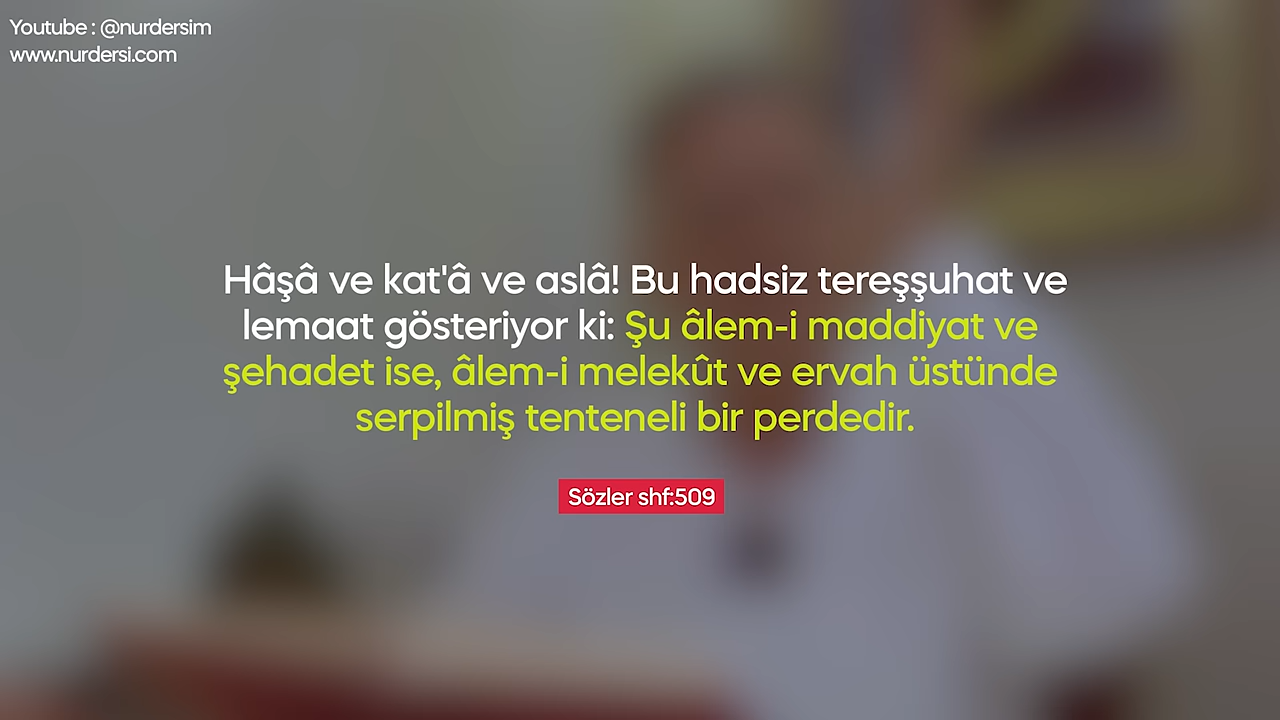 Youtube : @nurdersim
www.nurdersi.com
Hâşâ ve kat'â ve aslâ! Bu hadsiz tereşşuhat ve
lemaat gösteriyor ki: Şu âlem-i maddiyat ve
şehadet ise, âlem-i melekût ve ervah üstünde
serpilmiş tenteneli bir perdedir.
Sözler shf:509